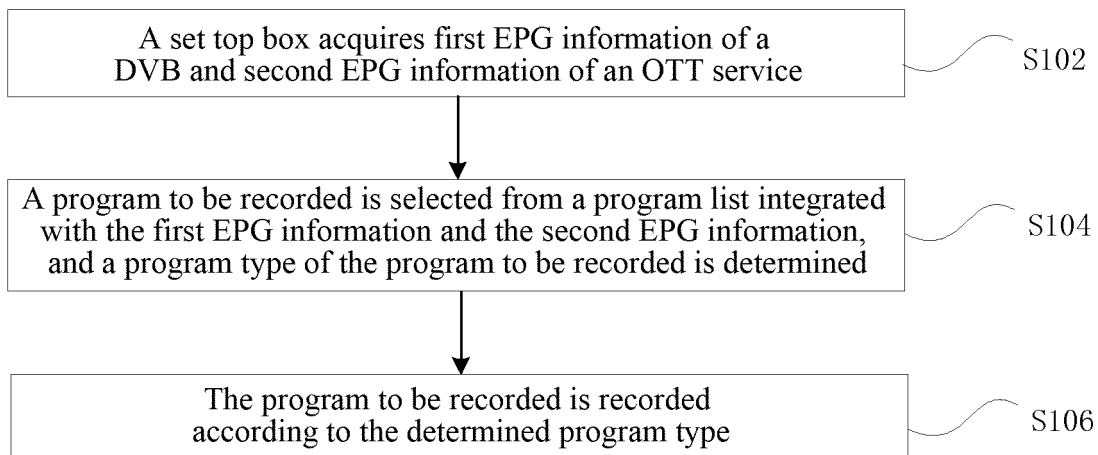 A set top box acquires first EPG information of a
DVB and second EPG information of an OTT service
S102
A program to be recorded is selected from a program list integrated
with the first EPG information and the second EPG information,
and a program type of the program to be recorded is determined
S104
The program to be recorded is recorded
according to the determined program type
S106